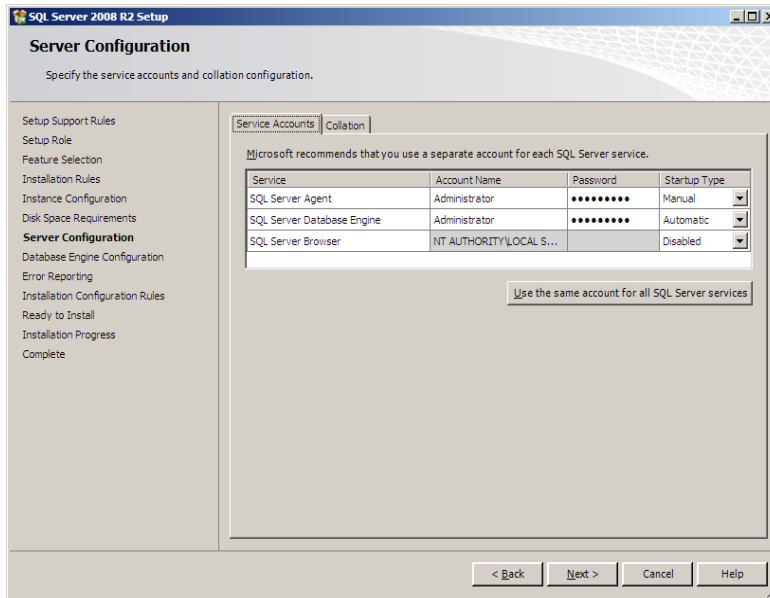 SQL Server 2008 R2 Setup
Server Configuration
Specify the service accounts and collation configuration.
Setup Support Rules
Setup Role
Feature Selection
Installation Rules
Instance Configuration
Disk Space Requirements
Server Configuration
Database Engine Configuration
Error Reporting
Installation Configuration Rules
Ready to Install
Installation Progress
Complete
Service Accounts Collation
Microsoft recommends that you use a separate account for each SQL Server service.
Service Account Name Password Startup Type
SQL Server Agent Administrator ●●●●●●●●● Manual
SQL Server Database Engine Administrator ●●●●●●●●● Automatic
SQL Server Browser NT AUTHORITY\LOCAL S... Disabled
Use the same account for all SQL Server services
< Back Next > Cancel Help